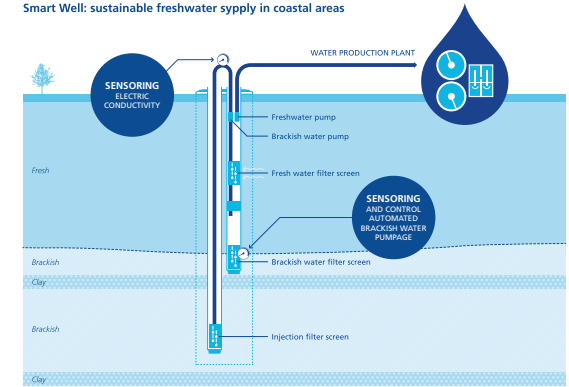 Smart Well: sustainable freshwater sypply in coastal areas
WATER PRODUCTION PLANT
SENSORING
ELECTRIC
CONDUCTIVITY
Freshwater pump
Brackish water pump
Fresh
Fresh water filter screen
SENSORING
AND CONTROL
AUTOMATED
BRACKISH WATER
PUMPAGE
Brackish
Brackish water filter screen
Clay
Brackish
Injection filter screen
Clay